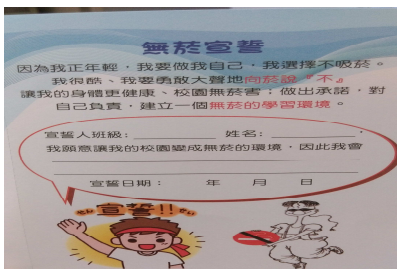 無菸宣誓
因為我正年輕，我要做我自己，我選擇不吸菸。
我很酷、我要勇敢大聲地向菸說『不』
讓我的身體更健康、校園無菸害；做出承諾，對
自己負責，建立一個無菸的學習環境。
宣誓人班級：　　　　姓名：　　　　，
我願意讓我的校園變成無菸的環境，因此我會
宣誓日期：　　年　　月　　日
宣誓!!